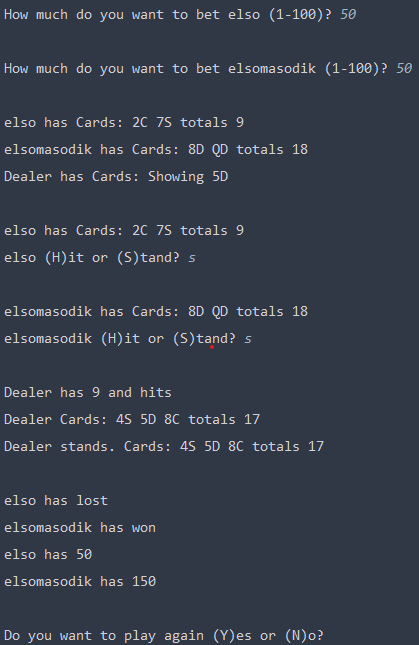 How much do you want to bet elso (1-100)? 50
How much do you want to bet elsomasodik (1-100)? 50
elso has Cards: 2C 7S totals 9
elsomasodik has Cards: 8D QD totals 18
Dealer has Cards: Showing 5D
elso has Cards: 2C 7S totals 9
elso (H)it or (S)tand? s
elsomasodik has Cards: 8D QD totals 18
elsomasodik (H)it or (S)tand? s
Dealer has 9 and hits
Dealer Cards: 4S 5D 8C totals 17
Dealer stands. Cards: 4S 5D 8C totals 17
elso has lost
elsomasodik has won
elso has 50
elsomasodik has 150
Do you want to play again (Y)es or (N)o?